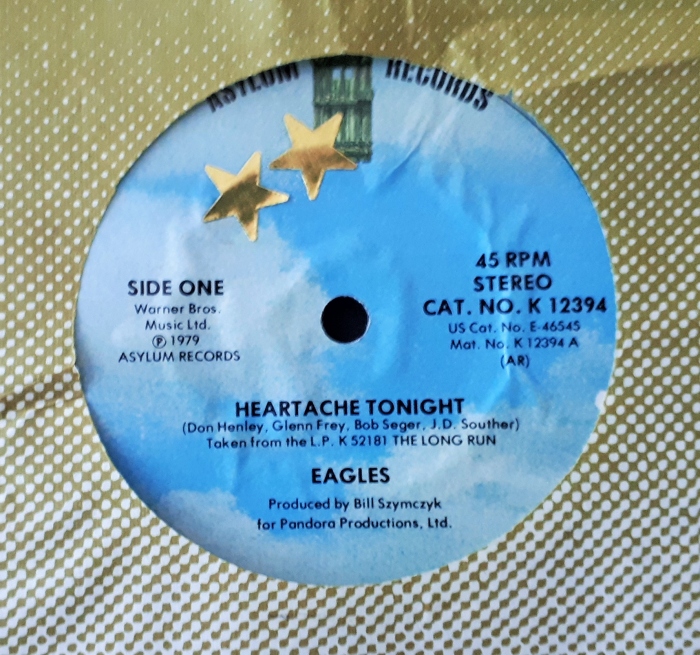 ASYLUM RECORDS
SIDE ONE
Warner Bros.
Music Ltd.
Ⓟ 1979
ASYLUM RECORDS
45 RPM
STEREO
CAT. NO. K 12394
US Cat. No. E-46545
Mat. No. K 12394 A
(AR)
HEARTACHE TONIGHT
(Don Henley, Glenn Frey, Bob Seger, J.D. Souther)
Taken from the L.P. K 52181 THE LONG RUN
EAGLES
Produced by Bill Szymczyk
for Pandora Productions, Ltd.